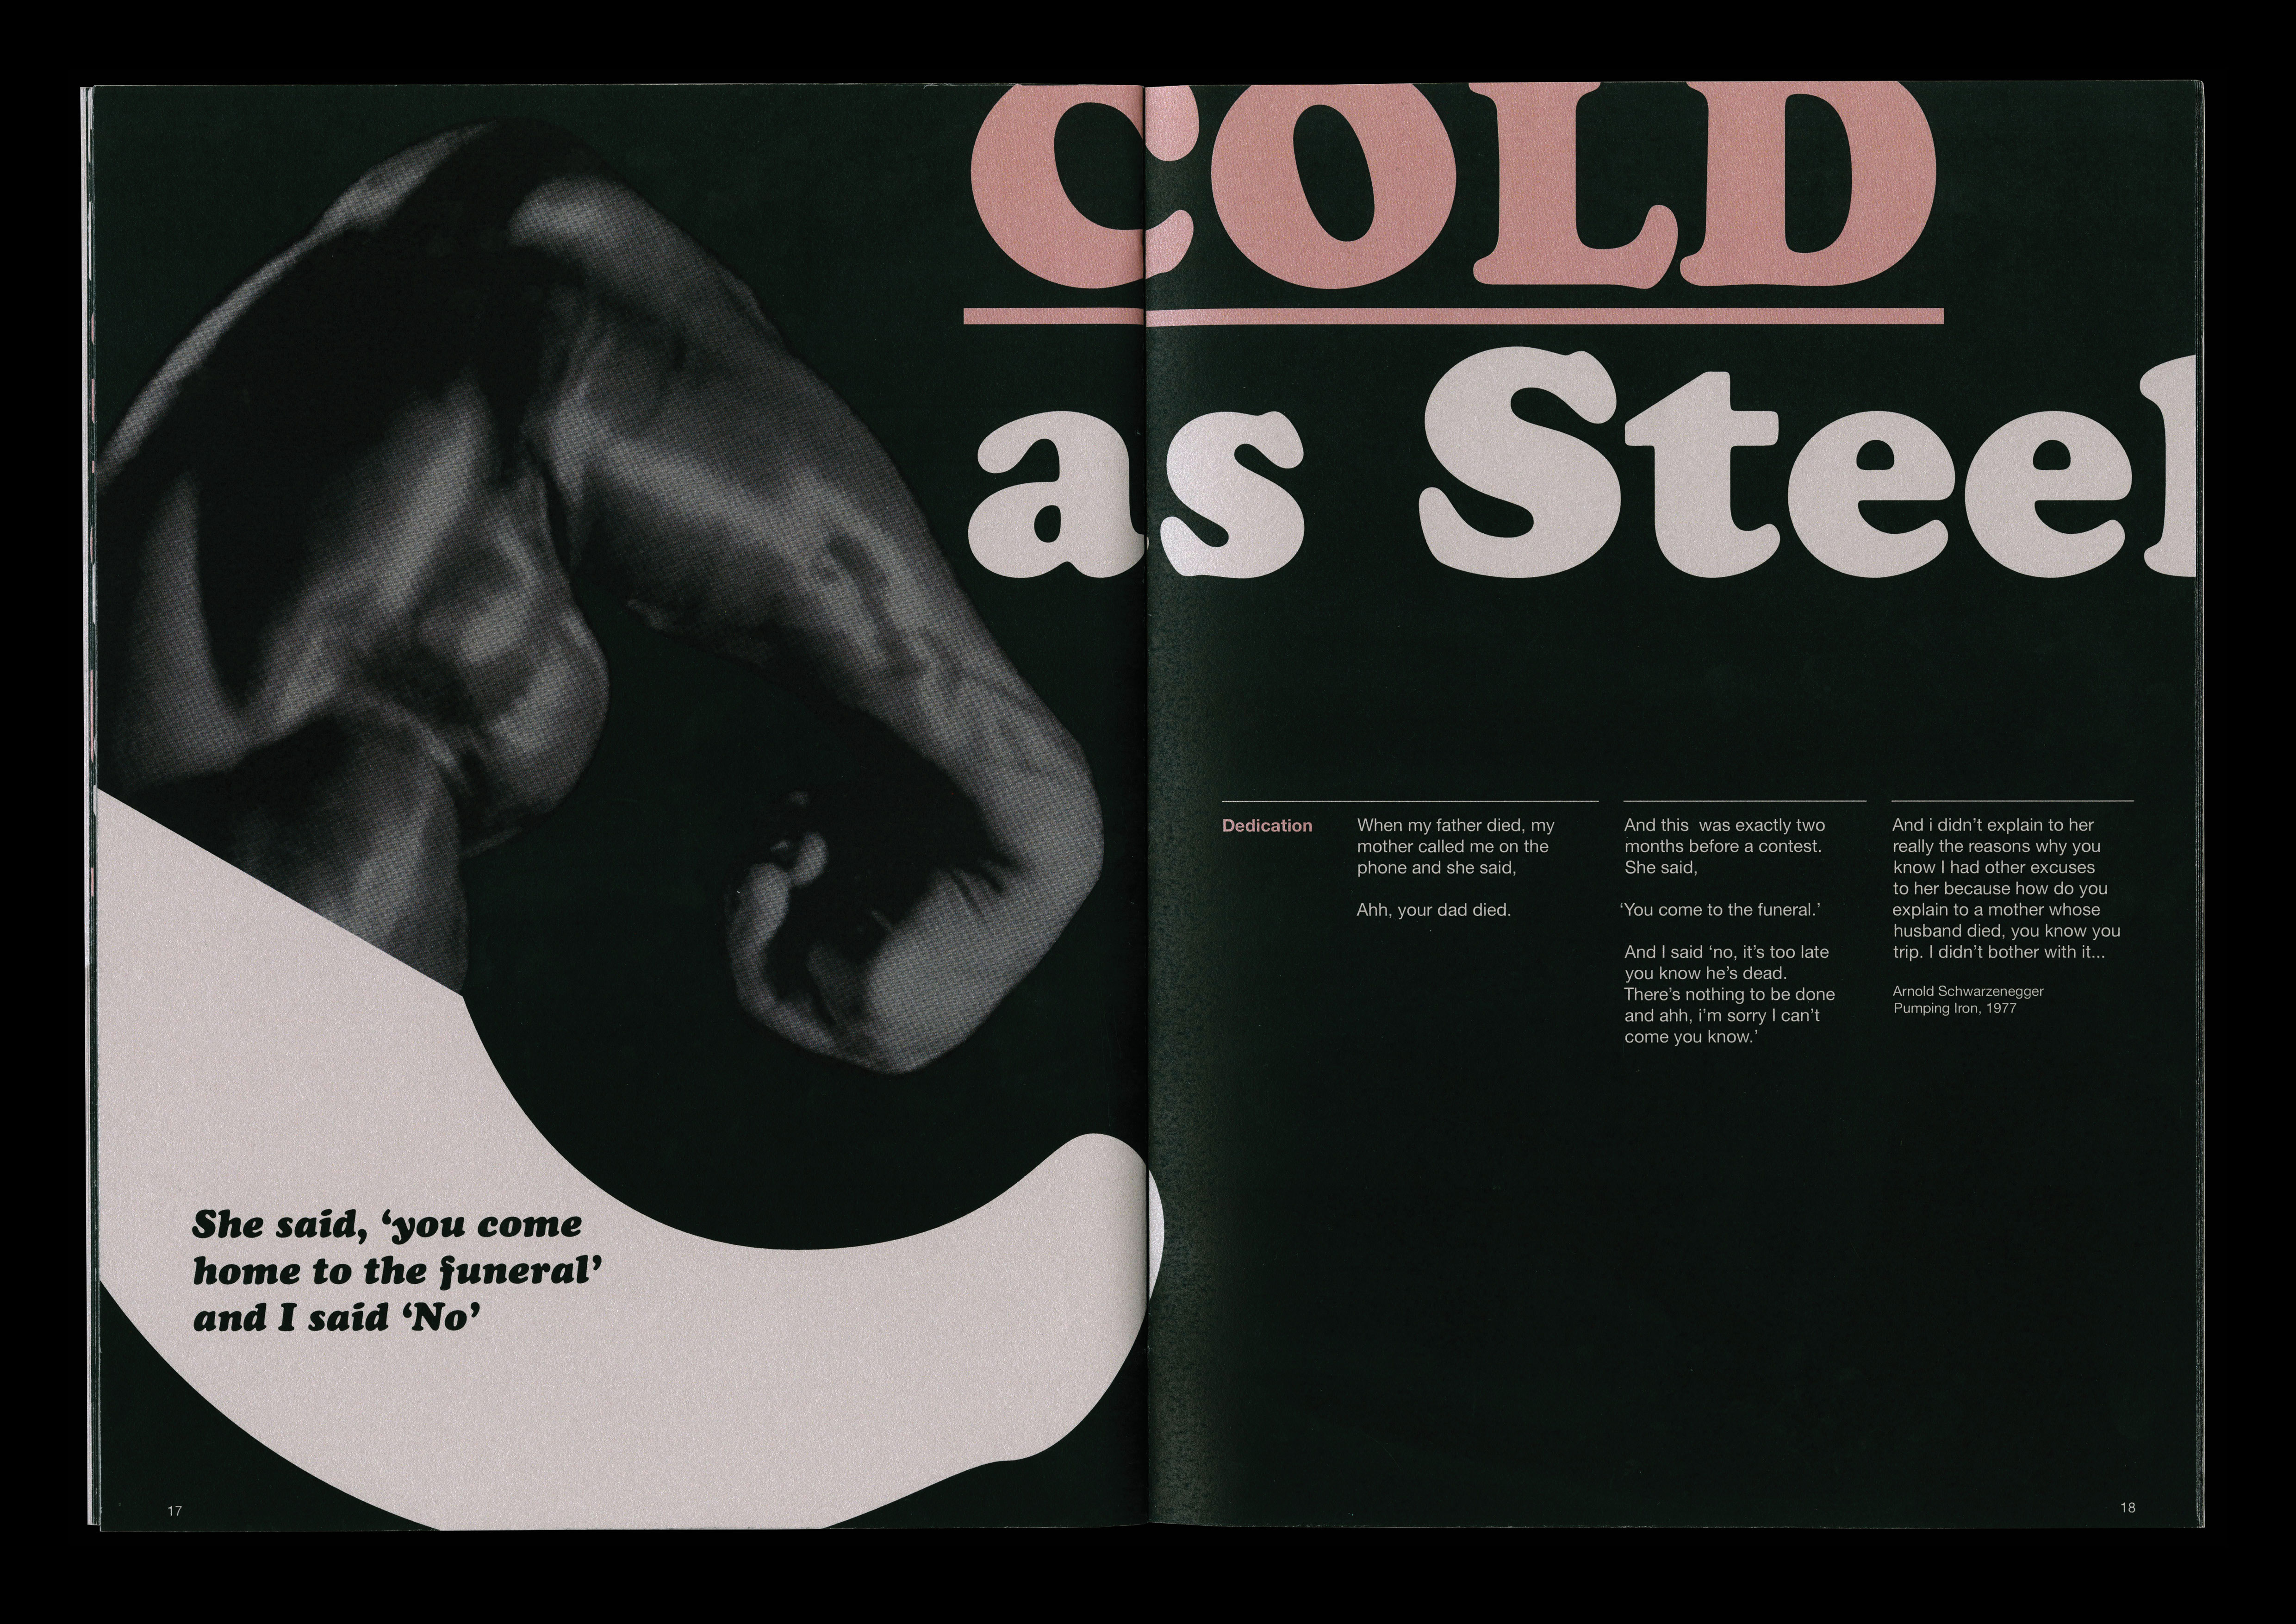 COLD
as Steel
She said, ‘you come
home to the funeral’
and I said ‘No’
17
Dedication
When my father died, my
mother called me on the
phone and she said,
Ahh, your dad died.
And this  was exactly two
months before a contest.
She said,
‘You come to the funeral.’
And I said ‘no, it’s too late
you know he’s dead.
There’s nothing to be done
and ahh, i’m sorry I can’t
come you know.’
And i didn’t explain to her
really the reasons why you
know I had other excuses
to her because how do you
explain to a mother whose
husband died, you know you
trip. I didn’t bother with it...
Arnold Schwarzenegger
Pumping Iron, 1977
18